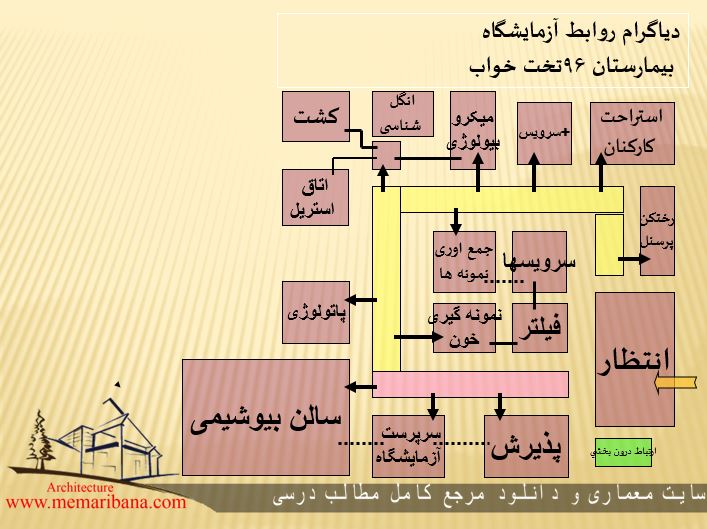 دیاگرام روابط آزمایشگاه
بیمارستان ۹۶تخت خواب
استراحت
کارکنان
+سرویس
میکرو
بیولوژی
انگل
شناسی
کشت
اتاق
استریل
رختکن
پرسنل
جمع اوری
نمونه ها
سرویسها
نمونه گیری
خون
فیلتر
پاتولوژی
انتظار
سالن بیوشیمی
سرپرست
آزمایشگاه
پذیرش
ارتباط درون بخشي
Architecture
www.memaribana.com
سایت معماری و دانلود مرجع کامل مطالب درسی